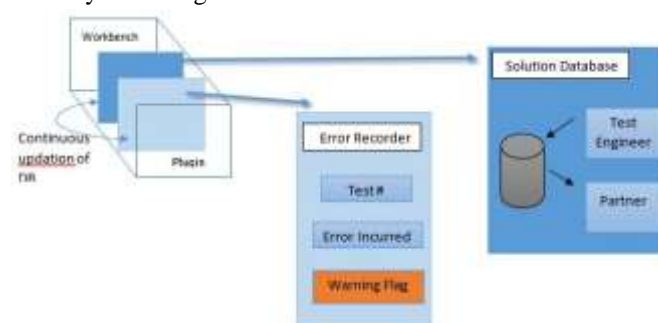 Workbench
Continuous
updation of
Plugin
Error Recorder
Test#
Error Incurred
Warning Flag
Solution Database
Test
Engineer
Partner